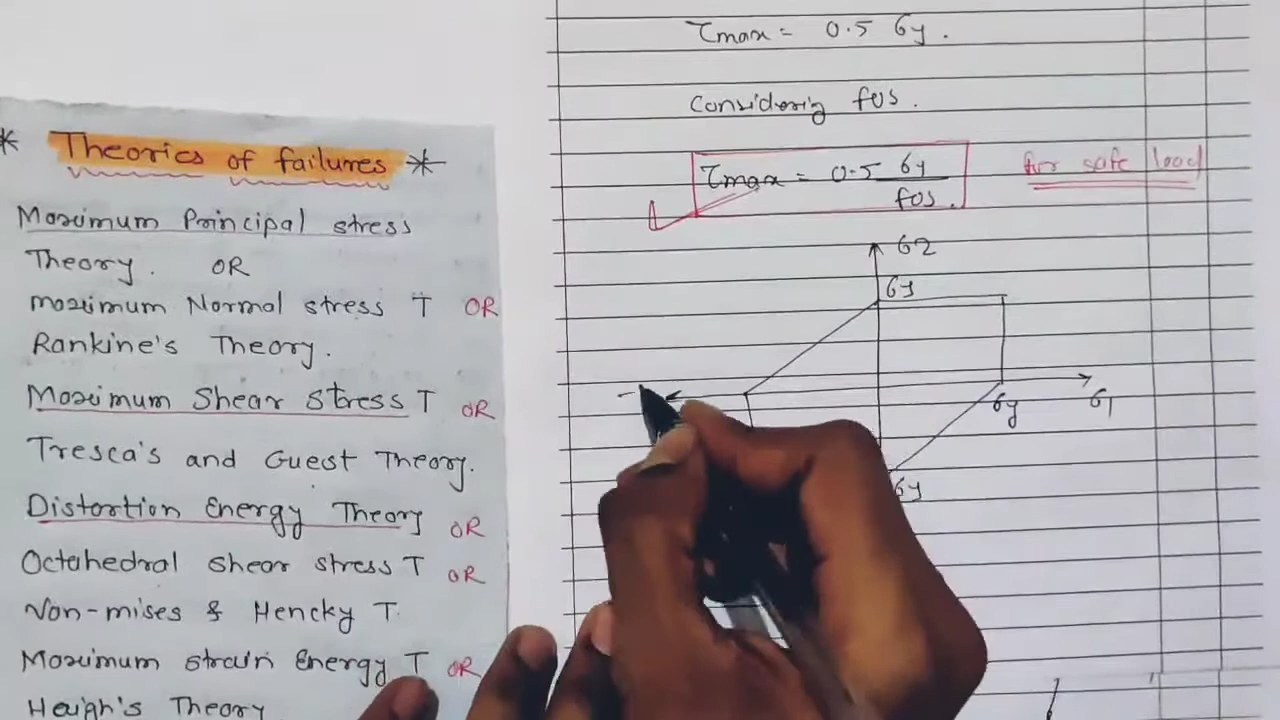 * Theories of failures *
Maximum Principal stress
Theory. OR
maximum Normal stress T OR
Rankine's Theory.
Maximum Shear stress T OR
Tresca's and Guest Theory.
Distortion Energy Theory OR
Octahedral shear stress T OR
Von-mises & Hencky T.
Maximum strain Energy T OR
Heigh's Theory
τmax = 0.5 σy.
Considering fos.
τmax = 0.5 σy / fos. for safe load
σ2
σy
σy σ1
-
σy